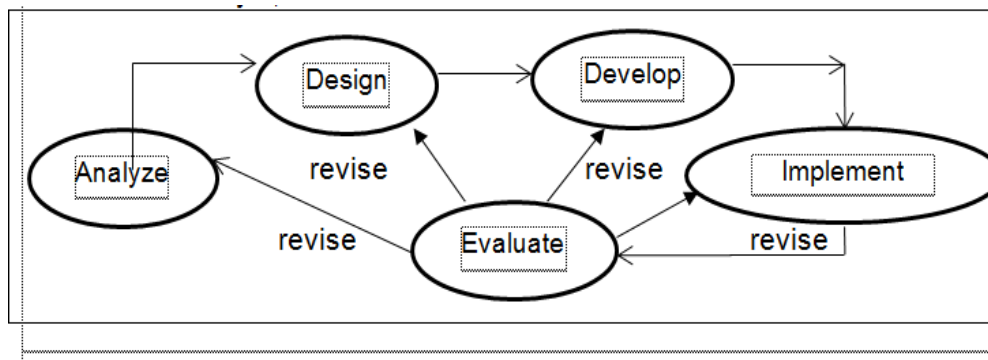 Design
Develop
Analyze
revise
revise
Implement
revise
Evaluate
revise